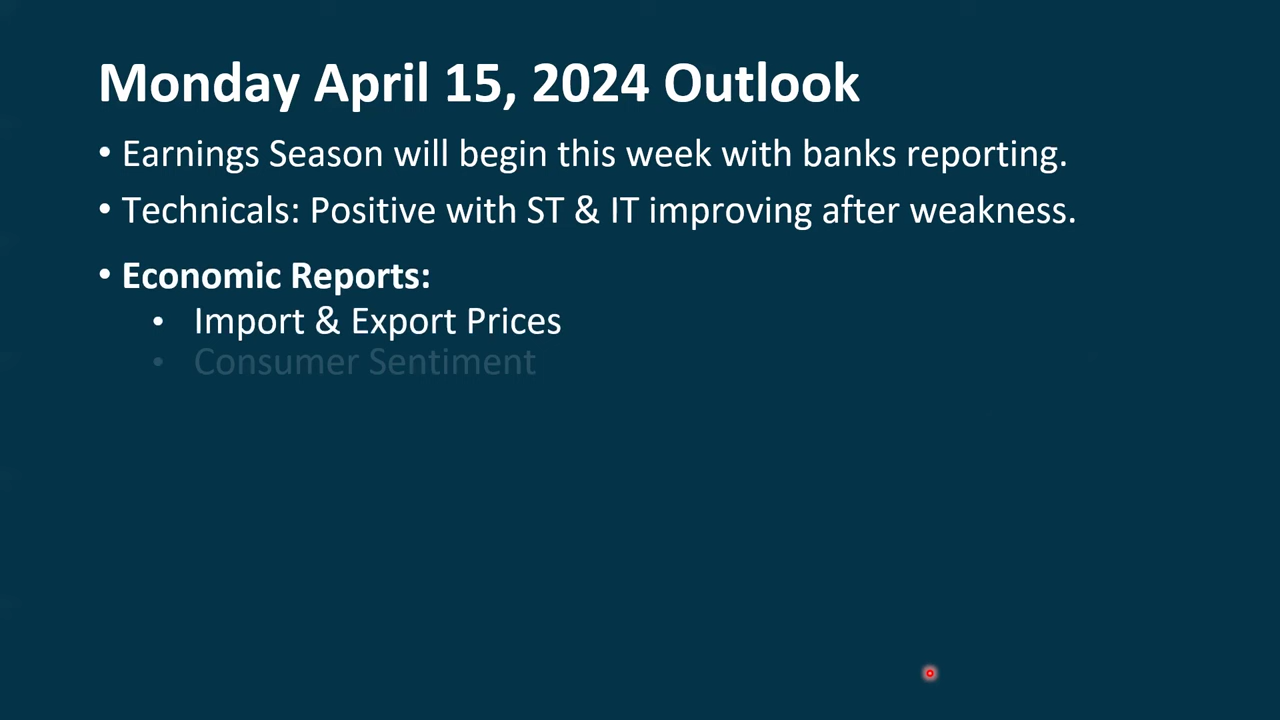 Monday April 15, 2024 Outlook
• Earnings Season will begin this week with banks reporting.
• Technicals: Positive with ST & IT improving after weakness.
• Economic Reports:
• Import & Export Prices
• Consumer Sentiment